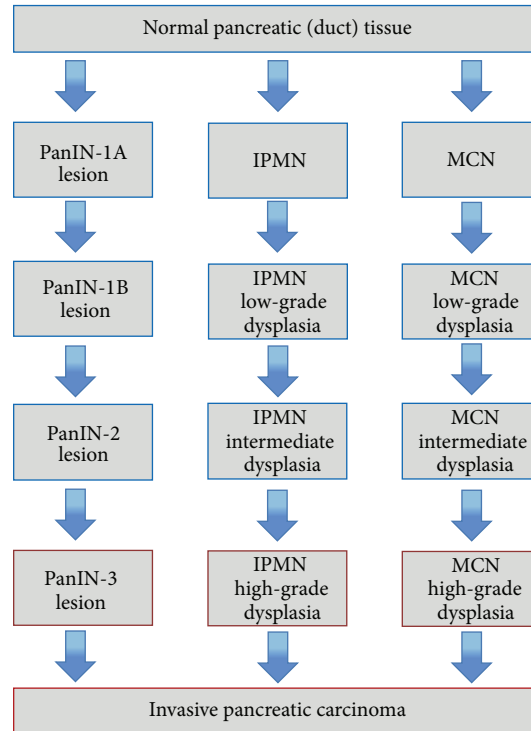 Normal pancreatic (duct) tissue
PanIN-1A
lesion
IPMN
MCN
PanIN-1B
lesion
IPMN
low-grade
dysplasia
MCN
low-grade
dysplasia
PanIN-2
lesion
IPMN
intermediate
dysplasia
MCN
intermediate
dysplasia
PanIN-3
lesion
IPMN
high-grade
dysplasia
MCN
high-grade
dysplasia
Invasive pancreatic carcinoma